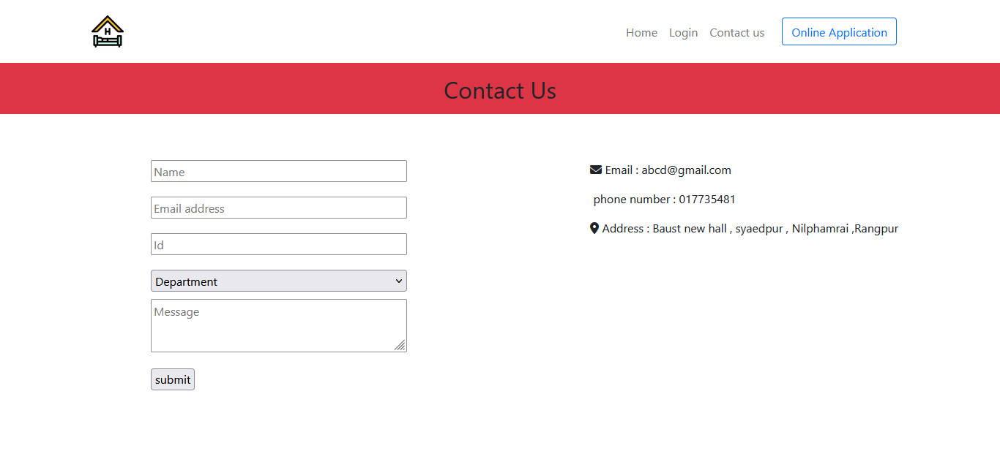 H
Home Login Contact us Online Application
Contact Us
Name
Email address
Id
Department
Message
submit
Email : abcd@gmail.com
phone number : 017735481
Address : Baust new hall , syaedpur , Nilphamrai ,Rangpur